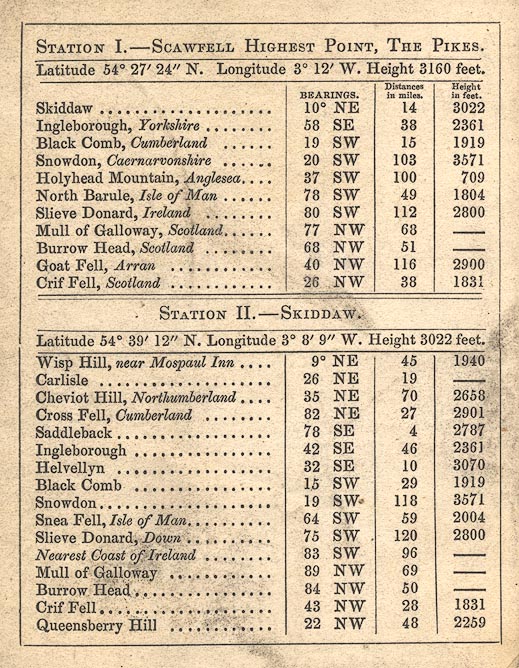 STATION I.—SCAWFELL HIGHEST POINT, THE PIKES.
Latitude 54° 27′ 24″ N. Longitude 3° 12′ W. Height 3160 feet.
BEARINGS. Distances in miles. Height in feet.
Skiddaw .................. 10° NE 14 3022
Ingleborough, Yorkshire ........ 58 SE 38 2361
Black Comb, Cumberland ...... 19 SW 15 1919
Snowdon, Caernarvonshire ...... 20 SW 103 3571
Holyhead Mountain, Anglesea.... 37 SW 100 709
North Barule, Isle of Man ...... 78 SW 49 1804
Slieve Donard, Ireland ........ 80 SW 112 2800
Mull of Galloway, Scotland...... 77 NW 68 —
Burrow Head, Scotland ........ 68 NW 51 —
Goat Fell, Arran ............ 40 NW 116 2900
Crif Fell, Scotland ............ 26 NW 38 1831
STATION II.—SKIDDAW.
Latitude 54° 39′ 12″ N. Longitude 3° 8′ 9″ W. Height 3022 feet.
Wisp Hill, near Mospaul Inn .... 9° NE 45 1940
Carlisle .................. 26 NE 19 —
Cheviot Hill, Northumberland .... 35 NE 70 2658
Cross Fell, Cumberland ........ 82 NE 27 2901
Saddleback .................. 78 SE 4 2787
Ingleborough ................ 42 SE 46 2361
Helvellyn .................. 32 SE 10 3070
Black Comb ................ 15 SW 29 1919
Snowdon .................... 19 SW 118 3571
Snea Fell, Isle of Man.......... 64 SW 59 2004
Slieve Donard, Down .......... 75 SW 120 2800
Nearest Coast of Ireland ........ 83 SW 96 —
Mull of Galloway ............ 89 NW 69 —
Burrow Head ................ 84 NW 50 —
Crif Fell .................... 43 NW 28 1831
Queensberry Hill ............ 22 NW 48 2259